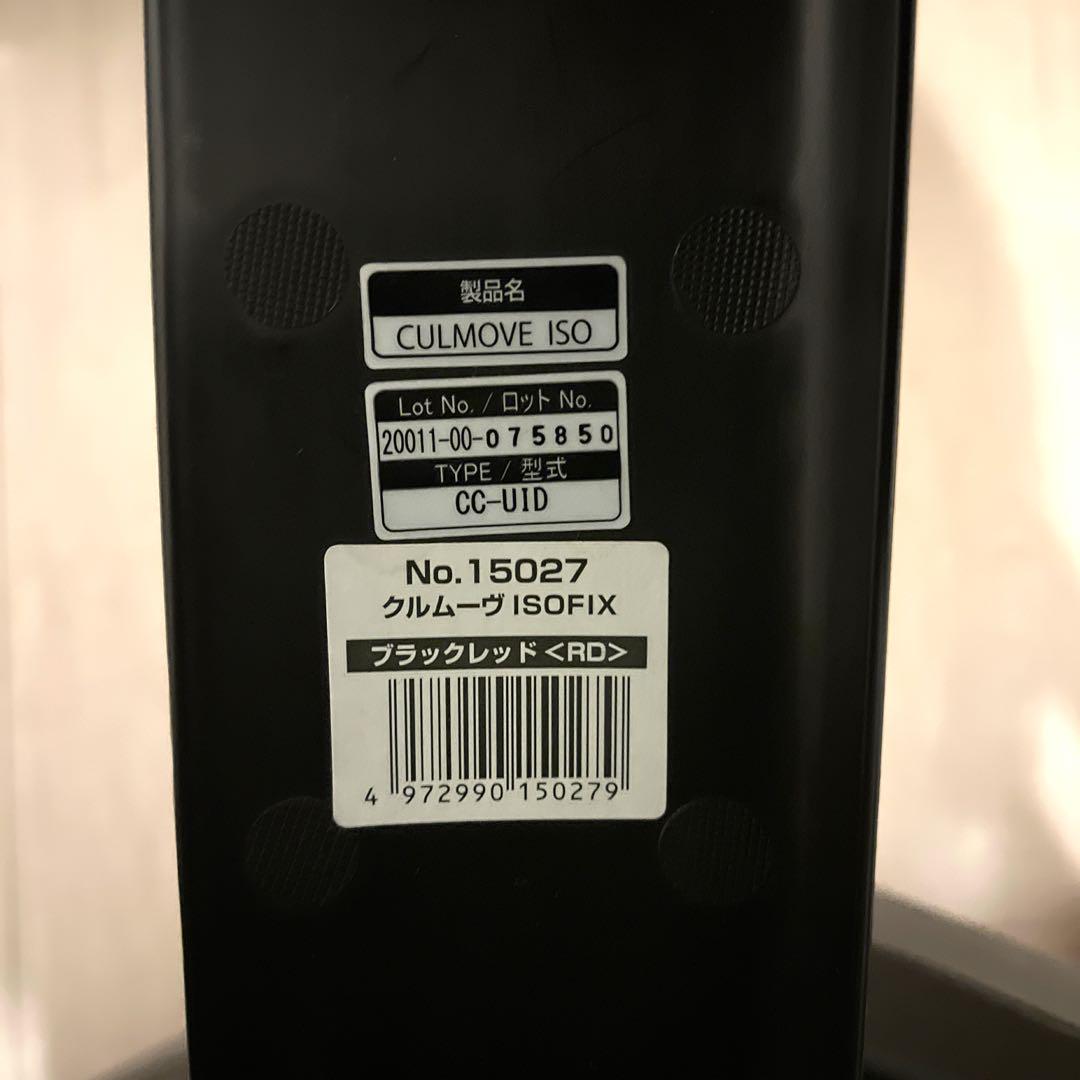 製品名
CULMOVE ISO
Lot No. / ロット No.
20011-00-075850
TYPE / 型式
CC-UID
No.15027
クルムーヴ ISOFIX
ブラックレッド<RD>
4 972990 150279